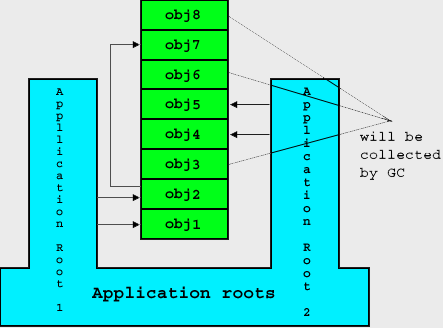 obj8
obj7
obj6
obj5
obj4
obj3
obj2
obj1
Application Root 1
Application Root 2
will be
collected
by GC
Application roots